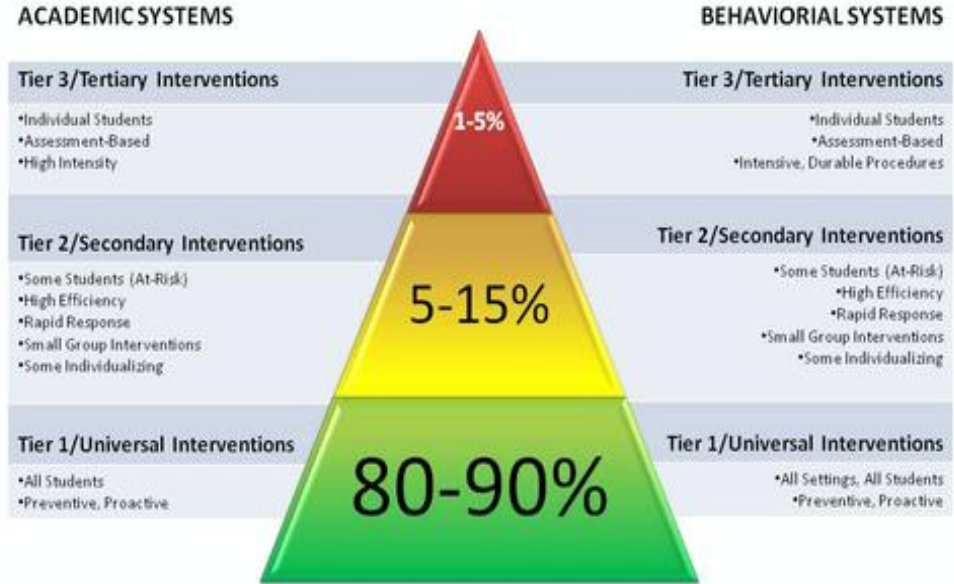 ACADEMIC SYSTEMS
BEHAVIORIAL SYSTEMS
Tier 3/Tertiary Interventions
•Individual Students
•Assessment-Based
•High Intensity
1-5%
Tier 3/Tertiary Interventions
•Individual Students
•Assessment-Based
•Intensive, Durable Procedures
Tier 2/Secondary Interventions
•Some Students (At-Risk)
•High Efficiency
•Rapid Response
•Small Group Interventions
•Some Individualizing
5-15%
Tier 2/Secondary Interventions
•Some Students (At-Risk)
•High Efficiency
•Rapid Response
•Small Group Interventions
•Some Individualizing
Tier 1/Universal Interventions
•All Students
•Preventive, Proactive
80-90%
Tier 1/Universal Interventions
•All Settings, All Students
•Preventive, Proactive